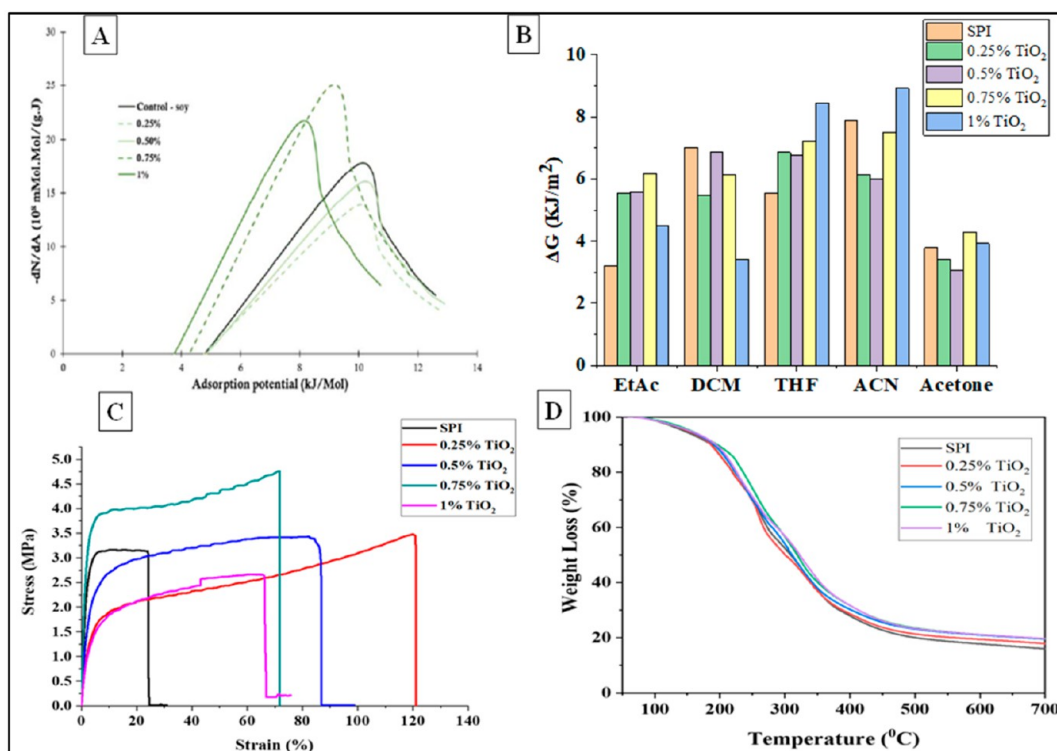 A
-dN/dA (10⁸ mMol.Mol/(g.J)
30
25
20
15
10
5
0
0 2 4 6 8 10 12 14
Adsorption potential (kJ/Mol)
Control - soy
0.25%
0.50%
0.75%
1%
B
ΔG (KJ/m²)
10
8
6
4
2
0
EtAc DCM THF ACN Acetone
SPI
0.25% TiO₂
0.5% TiO₂
0.75% TiO₂
1% TiO₂
C
Stress (MPa)
5.0
4.5
4.0
3.5
3.0
2.5
2.0
1.5
1.0
0.5
0.0
0 20 40 60 80 100 120 140
Strain (%)
SPI
0.25% TiO₂
0.5% TiO₂
0.75% TiO₂
1% TiO₂
D
Weight Loss (%)
100
80
60
40
20
0
100 200 300 400 500 600 700
Temperature (⁰C)
SPI
0.25% TiO₂
0.5% TiO₂
0.75% TiO₂
1% TiO₂